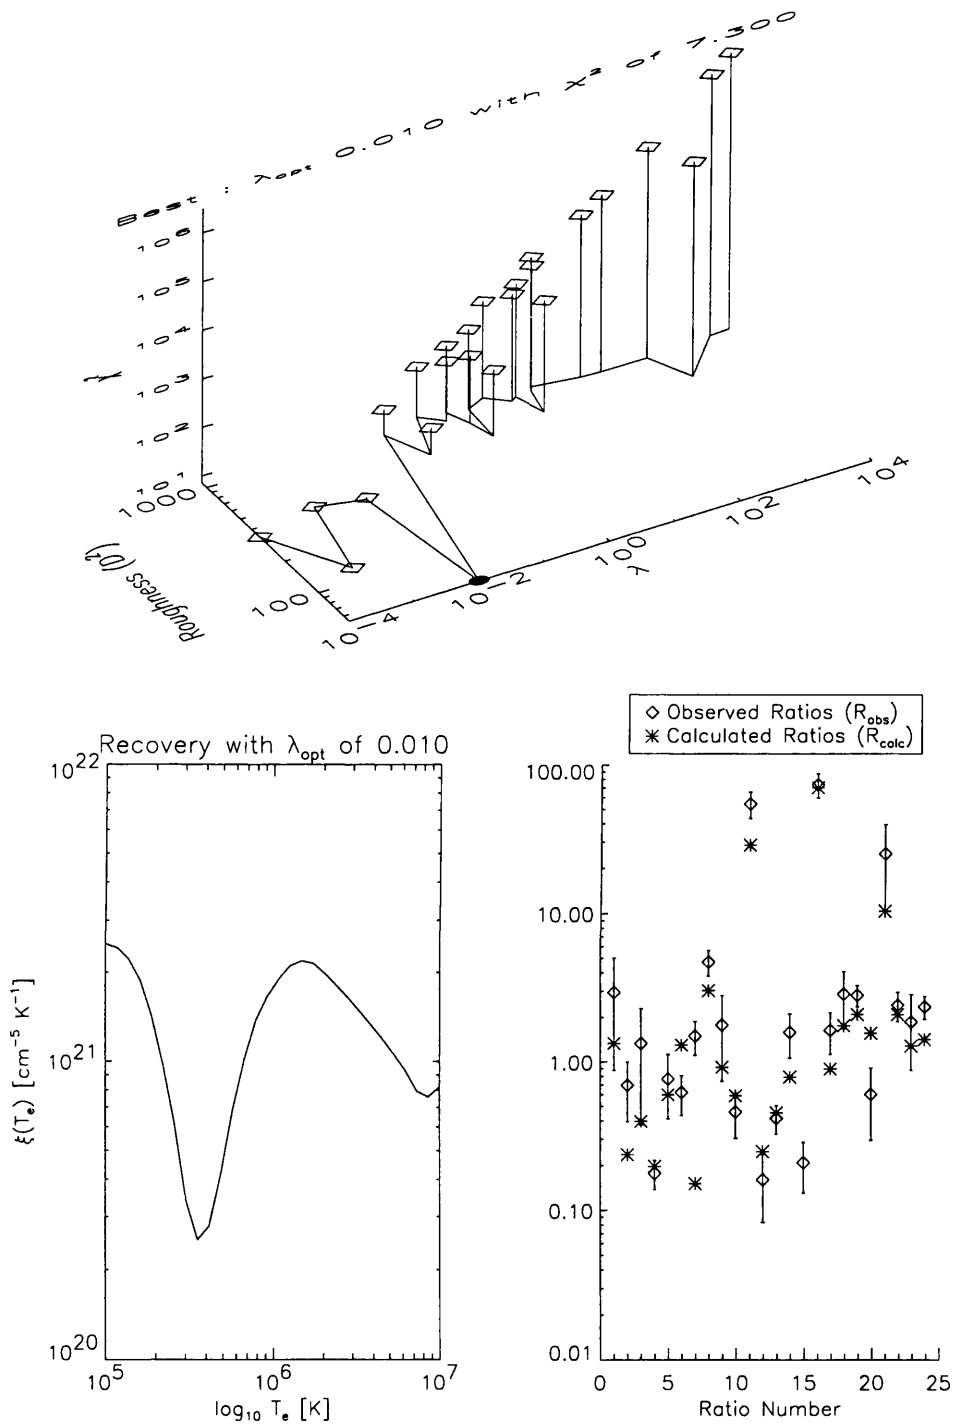 Best : λopt 0.010 with χ² of 7.300
10⁶
10⁵
10⁴
10³
10²
10¹
1000
100
Roughness (D²)
10⁻⁴
10⁻²
10⁰
10²
10⁴
λ
Recovery with λopt of 0.010
10²²
10²¹
10²⁰
ξ(Te) [cm⁻⁵ K⁻¹]
10⁵
10⁶
10⁷
log₁₀ Te [K]
◇ Observed Ratios (Robs)
✳ Calculated Ratios (Rcalc)
100.00
10.00
1.00
0.10
0.01
0 5 10 15 20 25
Ratio Number